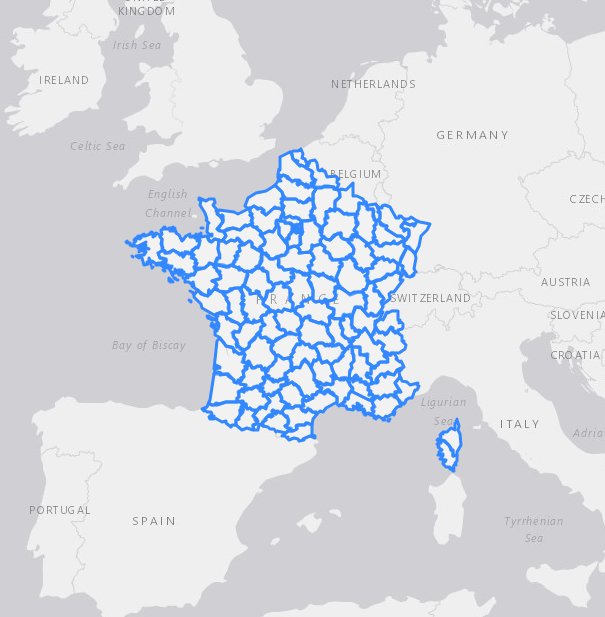 UNITED
KINGDOM
Irish Sea
IRELAND
NETHERLANDS
GERMANY
Celtic Sea
BELGIUM
English
Channel
CZECH
AUSTRIA
FRANCE
SWITZERLAND
SLOVENIA
Bay of Biscay
CROATIA
Ligurian
Sea
ITALY
Adria
PORTUGAL
SPAIN
Tyrrhenian
Sea